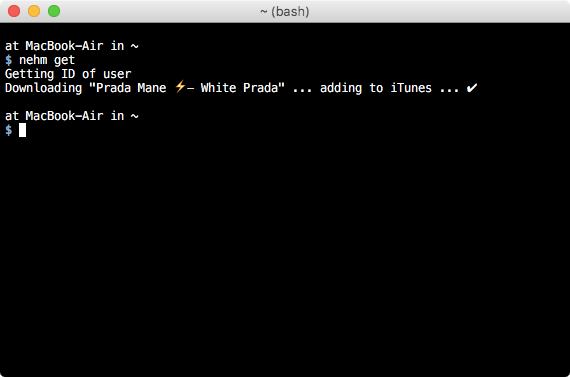 ~ (bash)
at MacBook-Air in ~
$ nehm get
Getting ID of user
Downloading "Prada Mane ⚡— White Prada" ... adding to iTunes ... ✔
at MacBook-Air in ~
$